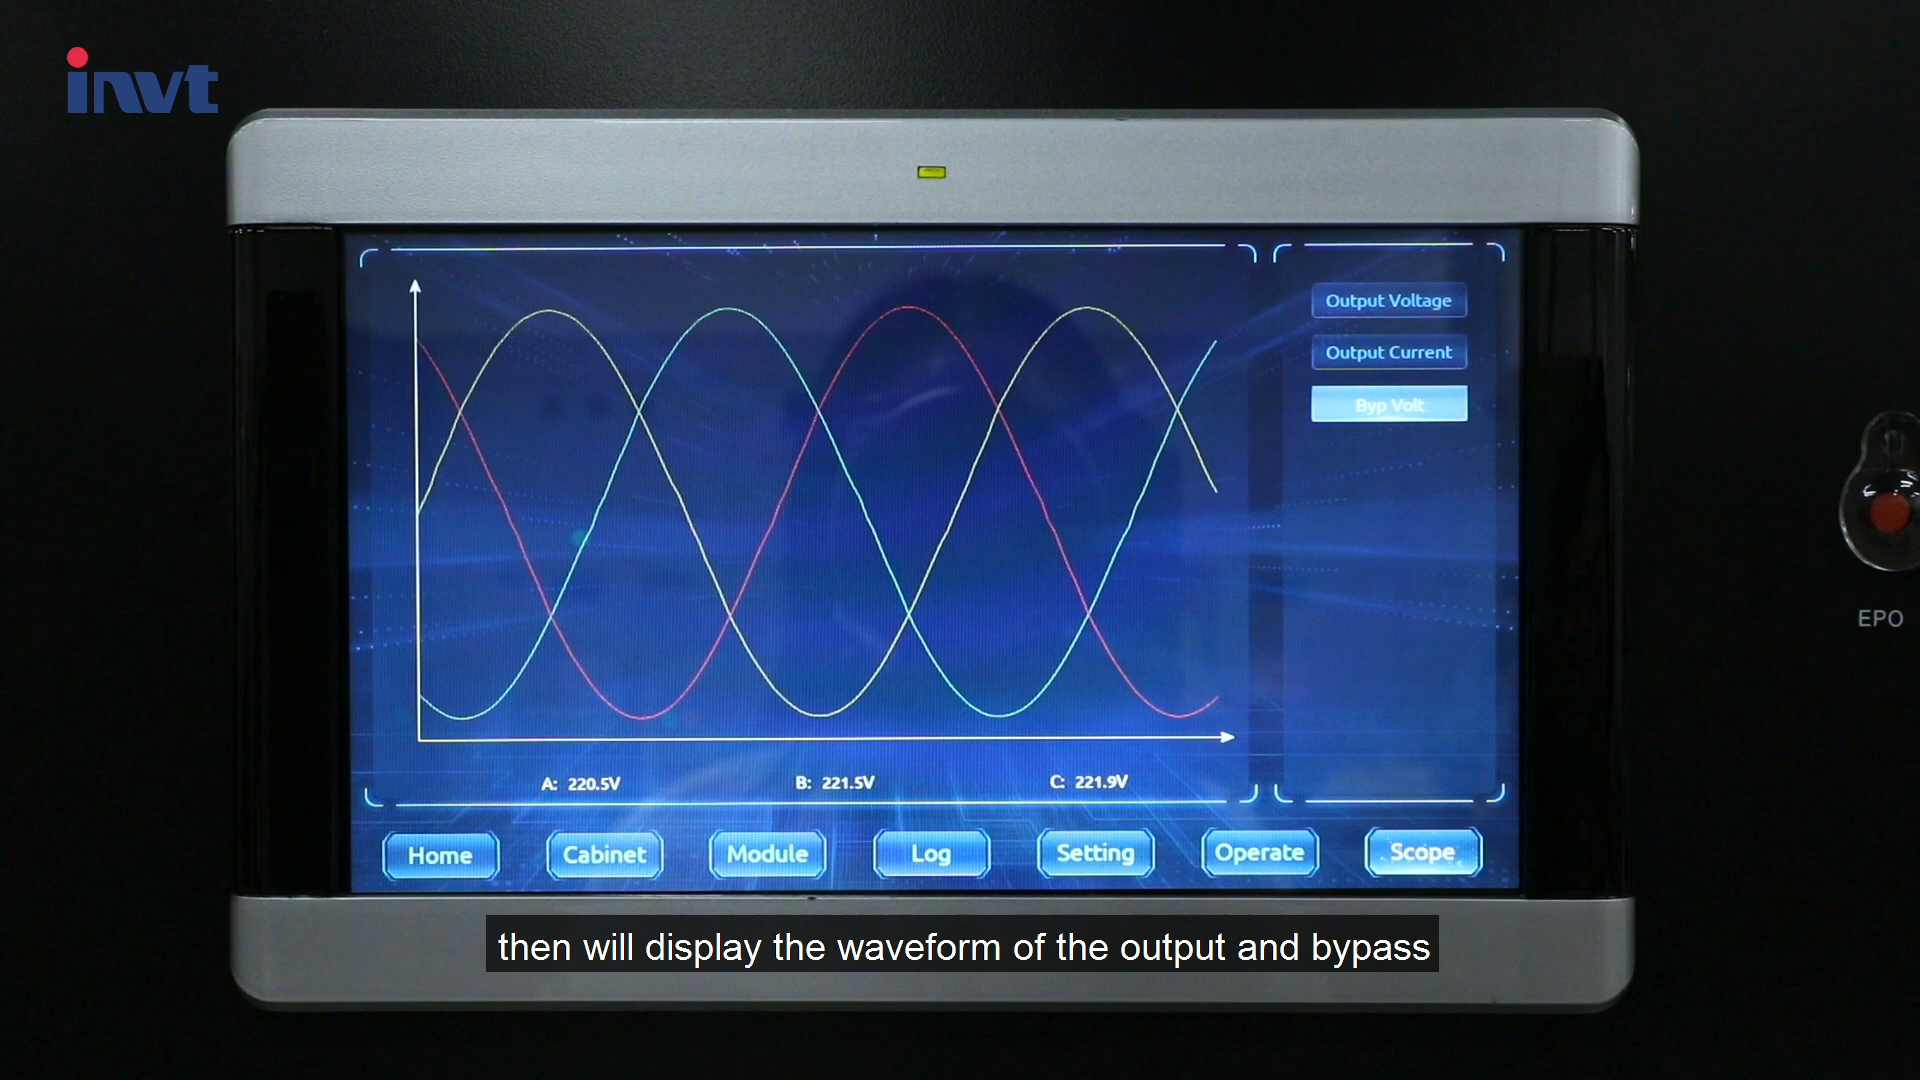 invt
Output Voltage
Output Current
Byp Volt
A: 220.5V B: 221.5V C: 221.9V
Home Cabinet Module Log Setting Operate Scope
EPO
then will display the waveform of the output and bypass